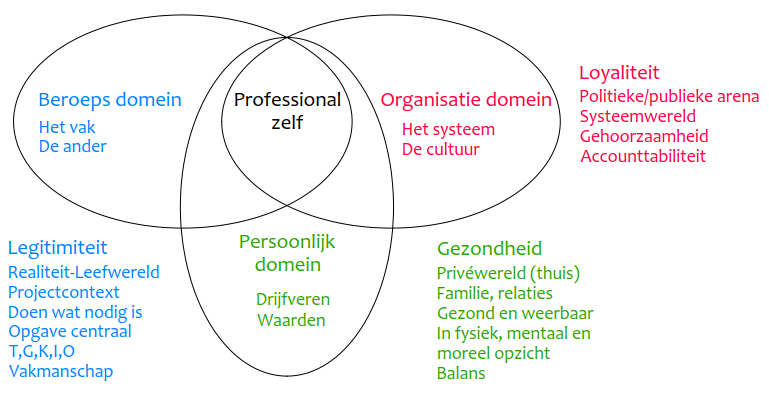 Beroeps domein
Het vak
De ander
Professional
zelf
Organisatie domein
Het systeem
De cultuur
Loyaliteit
Politieke/publieke arena
Systeemwereld
Gehoorzaamheid
Accounttabiliteit
Legitimiteit
Realiteit-Leefwereld
Projectcontext
Doen wat nodig is
Opgave centraal
T,G,K,I,O
Vakmanschap
Persoonlijk
domein
Drijfveren
Waarden
Gezondheid
Privéwereld (thuis)
Familie, relaties
Gezond en weerbaar
In fysiek, mentaal en
moreel opzicht
Balans